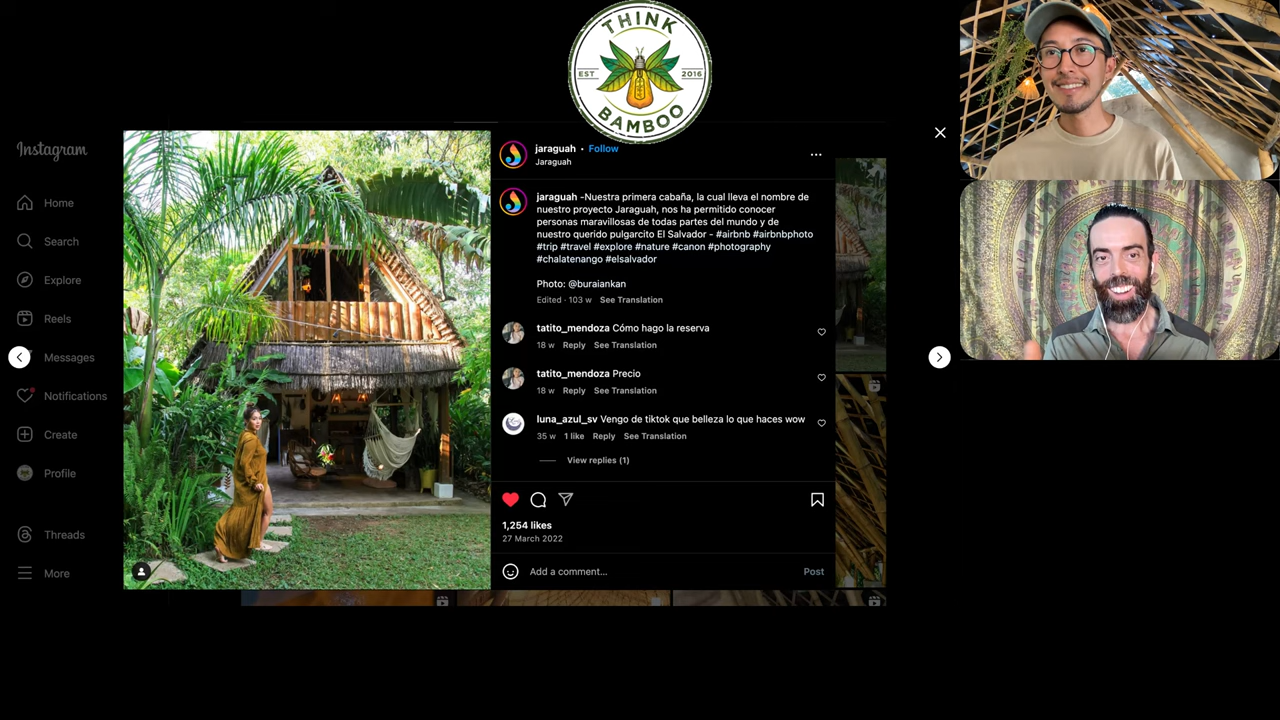 THINK
EST
2016
BAMBOO
Instagram
Home
Search
Explore
Reels
Messages
Notifications
Create
Profile
Threads
More
jaraguah • Follow
Jaraguah
jaraguah -Nuestra primera cabaña, la cual lleva el nombre de
nuestro proyecto Jaraguah, nos ha permitido conocer
personas maravillosas de todas partes del mundo y de
nuestro querido pulgarcito El Salvador - #airbnb #airbnbphoto
#trip #travel #explore #nature #canon #photography
#chalatenango #elsalvador
Photo: @buraiankan
Edited · 103 w See Translation
tatito_mendoza Cómo hago la reserva
18 w Reply See Translation
tatito_mendoza Precio
18 w Reply See Translation
luna_azul_sv Vengo de tiktok que belleza lo que haces wow
35 w 1 like Reply See Translation
View replies (1)
1,254 likes
27 March 2022
Add a comment...
Post